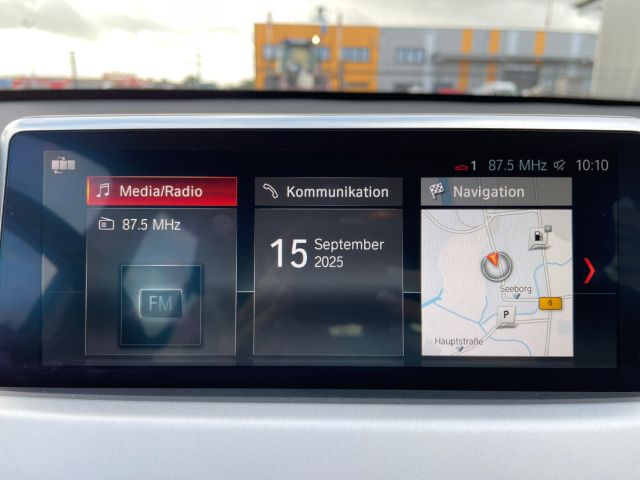 1 87.5 MHz 10:10
Media/Radio
Kommunikation
Navigation
87.5 MHz
FM
15 September
2025
Seeborg
6
P
Hauptstraße